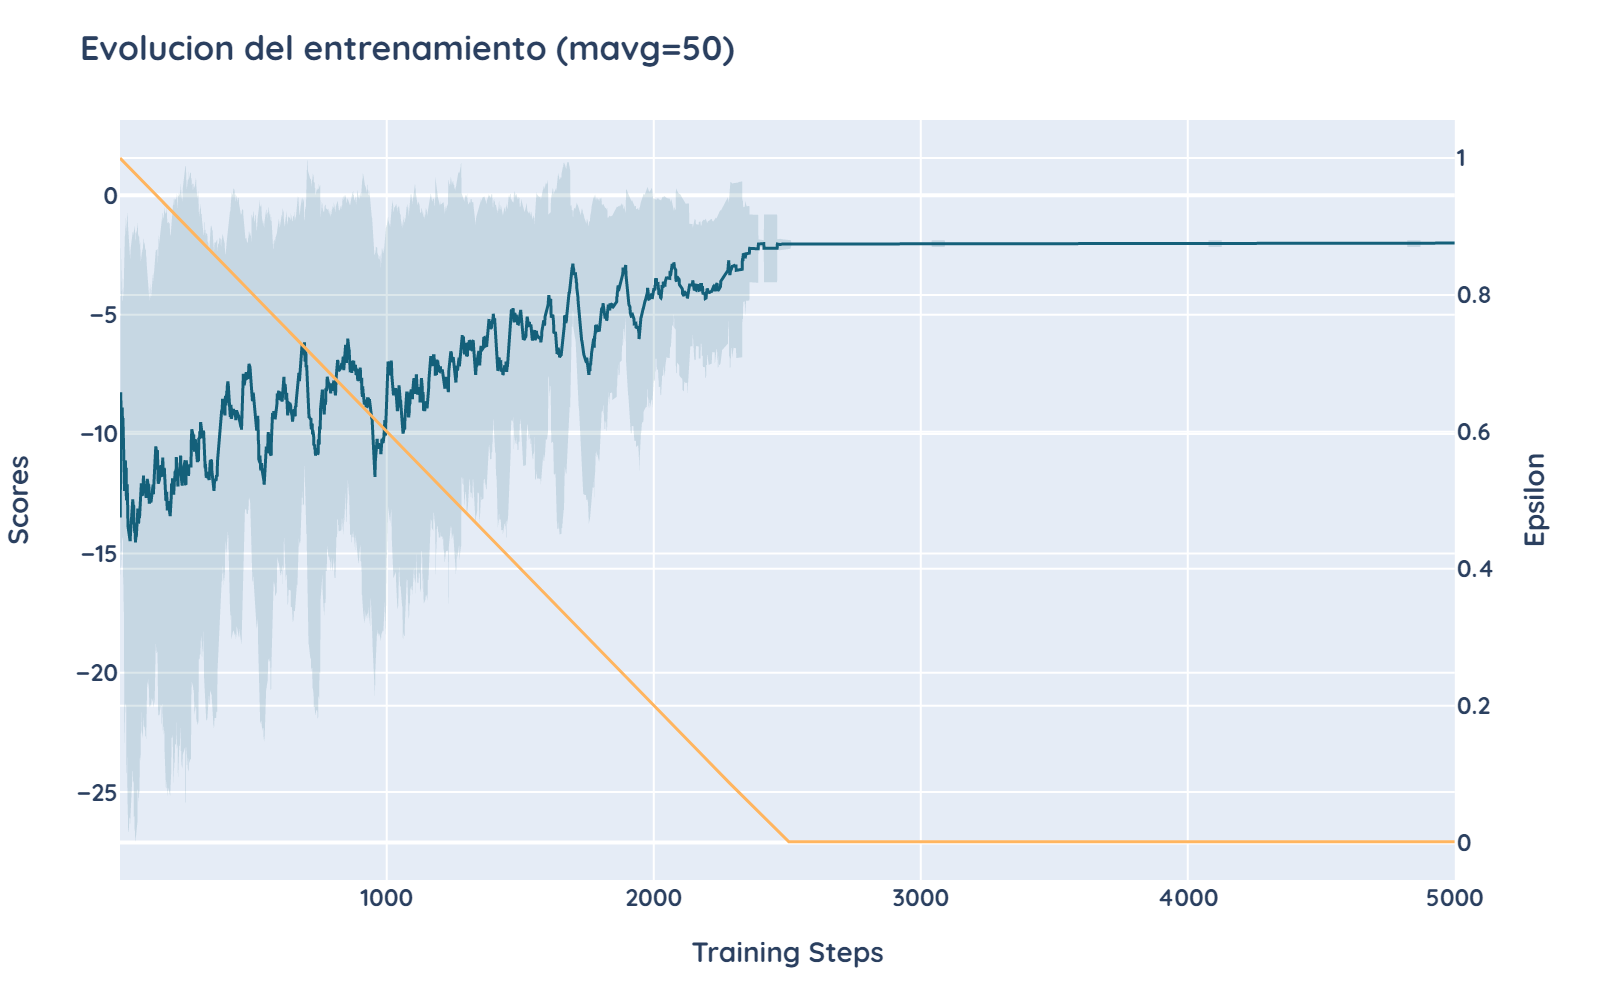 Evolucion del entrenamiento (mavg=50)
0
−5
−10
−15
−20
−25
Scores
1
0.8
0.6
0.4
0.2
0
Epsilon
1000 2000 3000 4000 5000
Training Steps